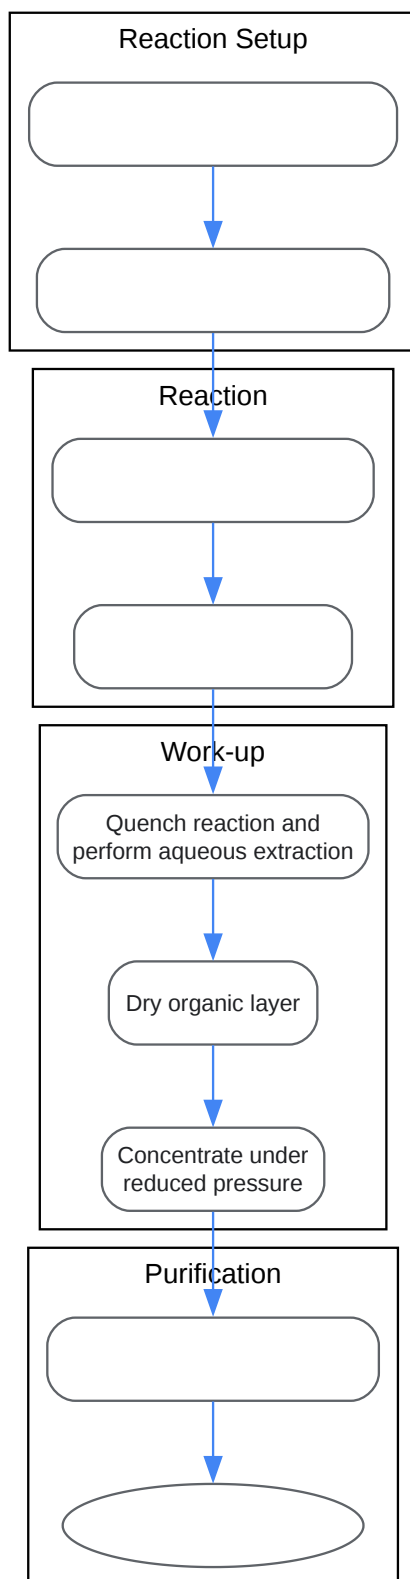 Reaction Setup
Reaction
Work-up
Quench reaction and
perform aqueous extraction
Dry organic layer
Concentrate under
reduced pressure
Purification